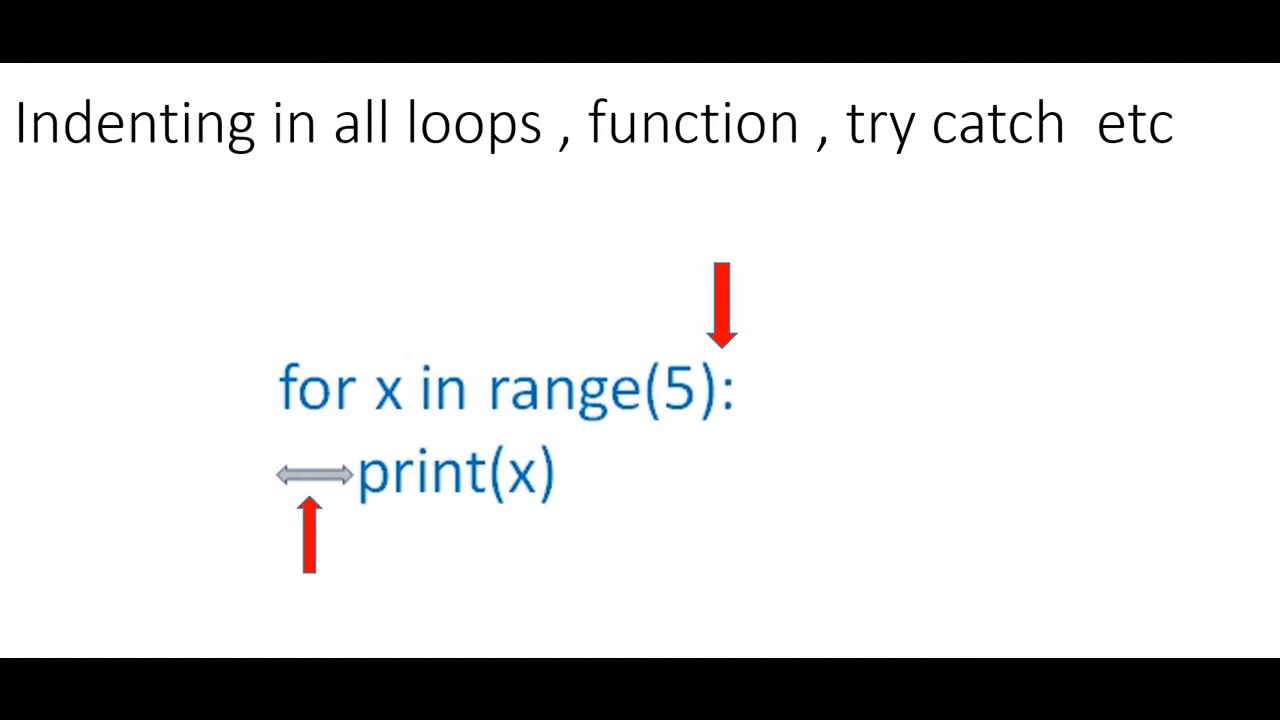 Indenting in all loops , function , try catch etc
for x in range(5):
print(x)